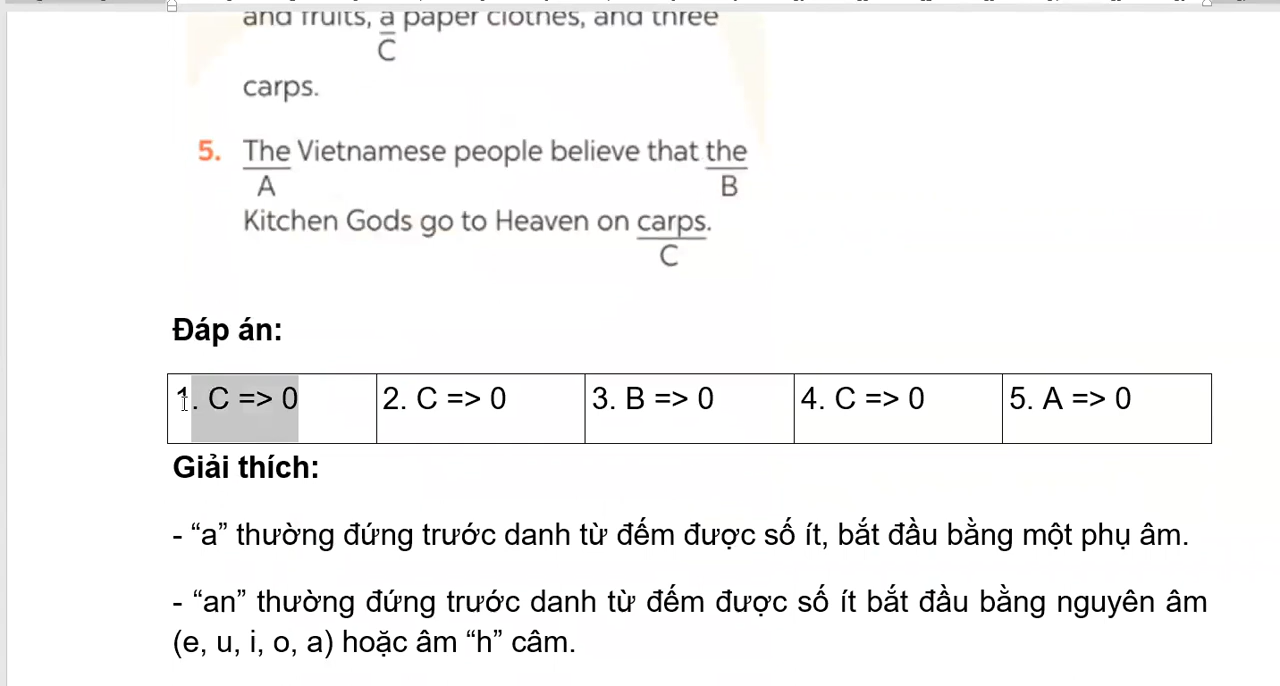 and fruits, a paper clothes, and three
C
carps.
5. The Vietnamese people believe that the
A B
Kitchen Gods go to Heaven on carps.
C
Đáp án:
1. C => 0 2. C => 0 3. B => 0 4. C => 0 5. A => 0
Giải thích:
- “a” thường đứng trước danh từ đếm được số ít, bắt đầu bằng một phụ âm.
- “an” thường đứng trước danh từ đếm được số ít bắt đầu bằng nguyên âm
(e, u, i, o, a) hoặc âm “h” câm.